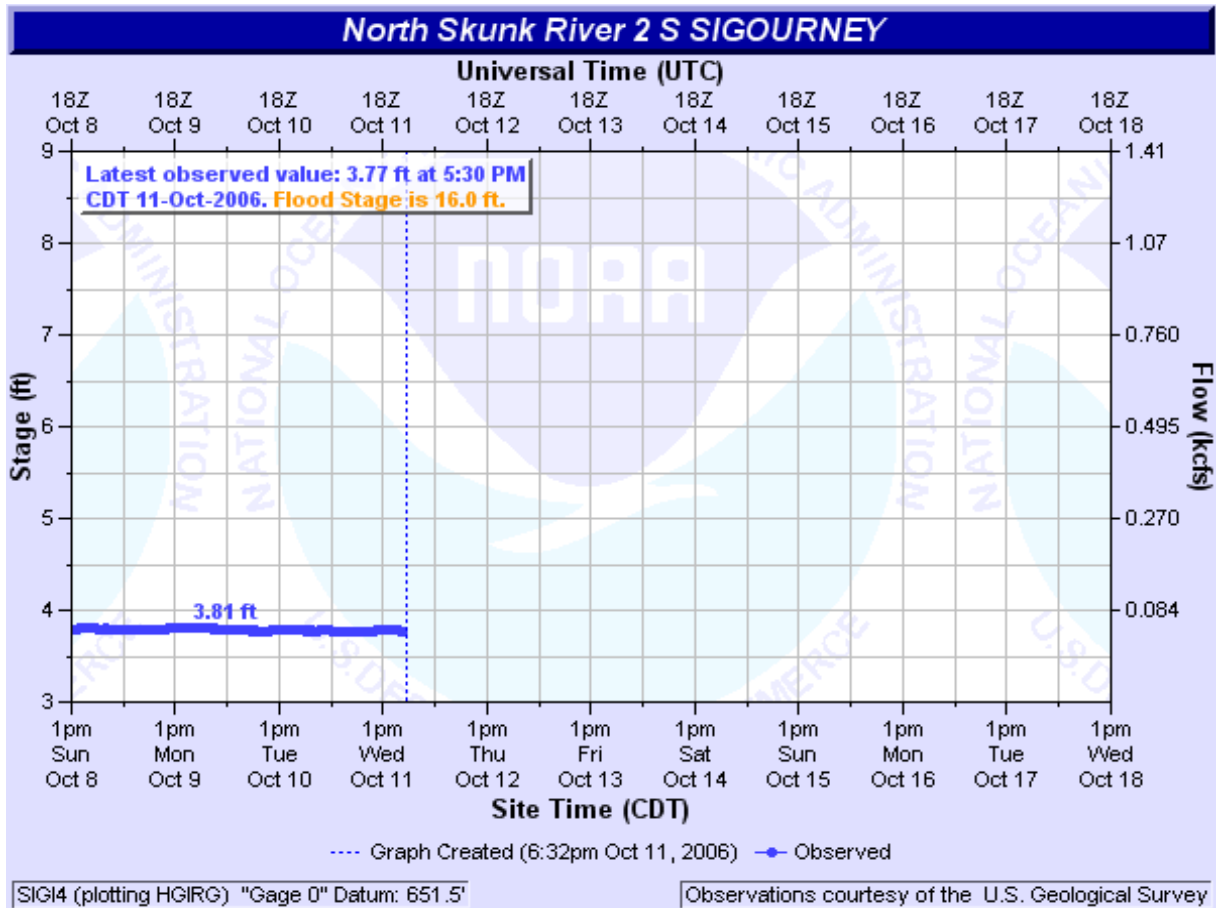 North Skunk River 2 S SIGOURNEY
Universal Time (UTC)
18Z 18Z 18Z 18Z 18Z 18Z 18Z 18Z 18Z 18Z 18Z
Oct 8 Oct 9 Oct 10 Oct 11 Oct 12 Oct 13 Oct 14 Oct 15 Oct 16 Oct 17 Oct 18
Latest observed value: 3.77 ft at 5:30 PM
CDT 11-Oct-2006. Flood Stage is 16.0 ft.
Stage (ft)
9
8
7
6
5
4
3
Flow (kcfs)
1.41
1.07
0.760
0.495
0.270
0.084
NOAA
NATIONAL OCEANIC ADMINISTRATION
3.81 ft
1pm 1pm 1pm 1pm 1pm 1pm 1pm 1pm 1pm 1pm 1pm
Sun Mon Tue Wed Thu Fri Sat Sun Mon Tue Wed
Oct 8 Oct 9 Oct 10 Oct 11 Oct 12 Oct 13 Oct 14 Oct 15 Oct 16 Oct 17 Oct 18
Site Time (CDT)
Graph Created (6:32pm Oct 11, 2006) Observed
SIGI4 (plotting HGIRG) "Gage 0" Datum: 651.5'
Observations courtesy of the U.S. Geological Survey